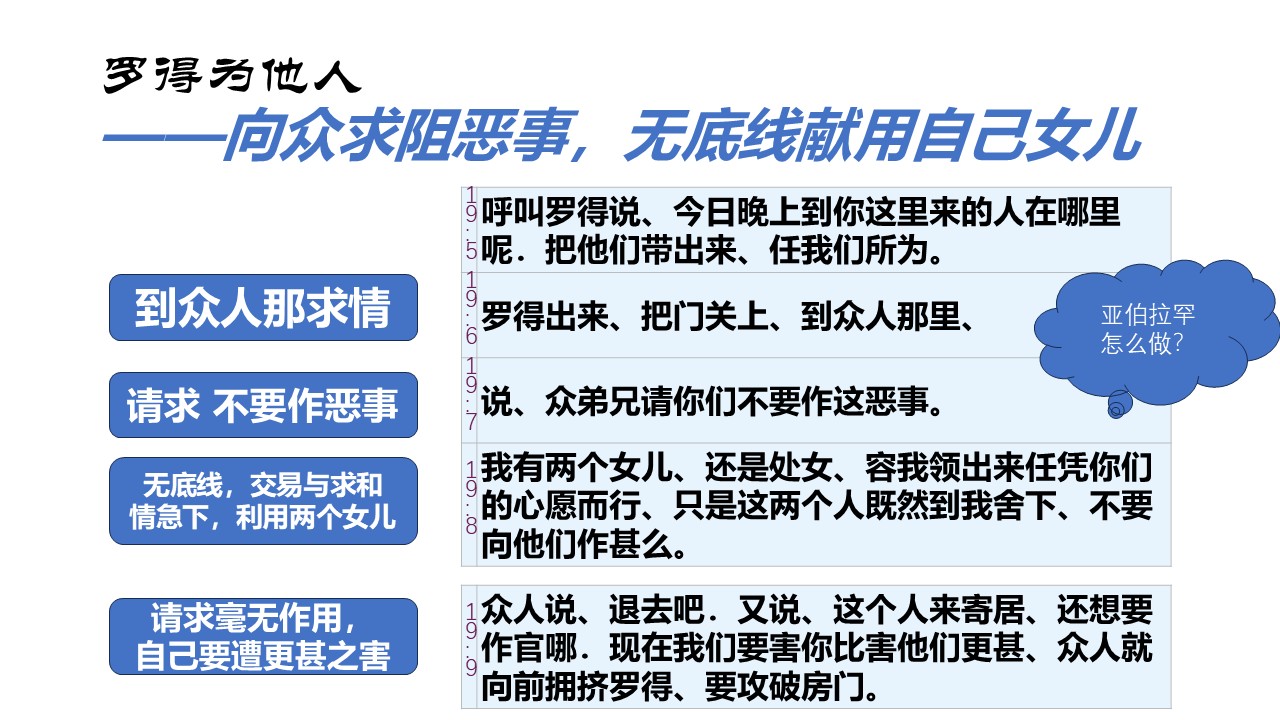 罗得为他人
——向众求阻恶事，无底线献用自己女儿
19:5
呼叫罗得说、今日晚上到你这里来的人在哪里
呢．把他们带出来、任我们所为。
到众人那求情
19:6
罗得出来、把门关上、到众人那里、
亚伯拉罕
怎么做？
请求 不要作恶事
19:7
说、众弟兄请你们不要作这恶事。
无底线，交易与求和
情急下，利用两个女儿
19:8
我有两个女儿、还是处女、容我领出来任凭你们
的心愿而行、只是这两个人既然到我舍下、不要
向他们作甚么。
请求毫无作用，
自己要遭更甚之害
19:9
众人说、退去吧．又说、这个人来寄居、还想要
作官哪．现在我们要害你比害他们更甚、众人就
向前拥挤罗得、要攻破房门。